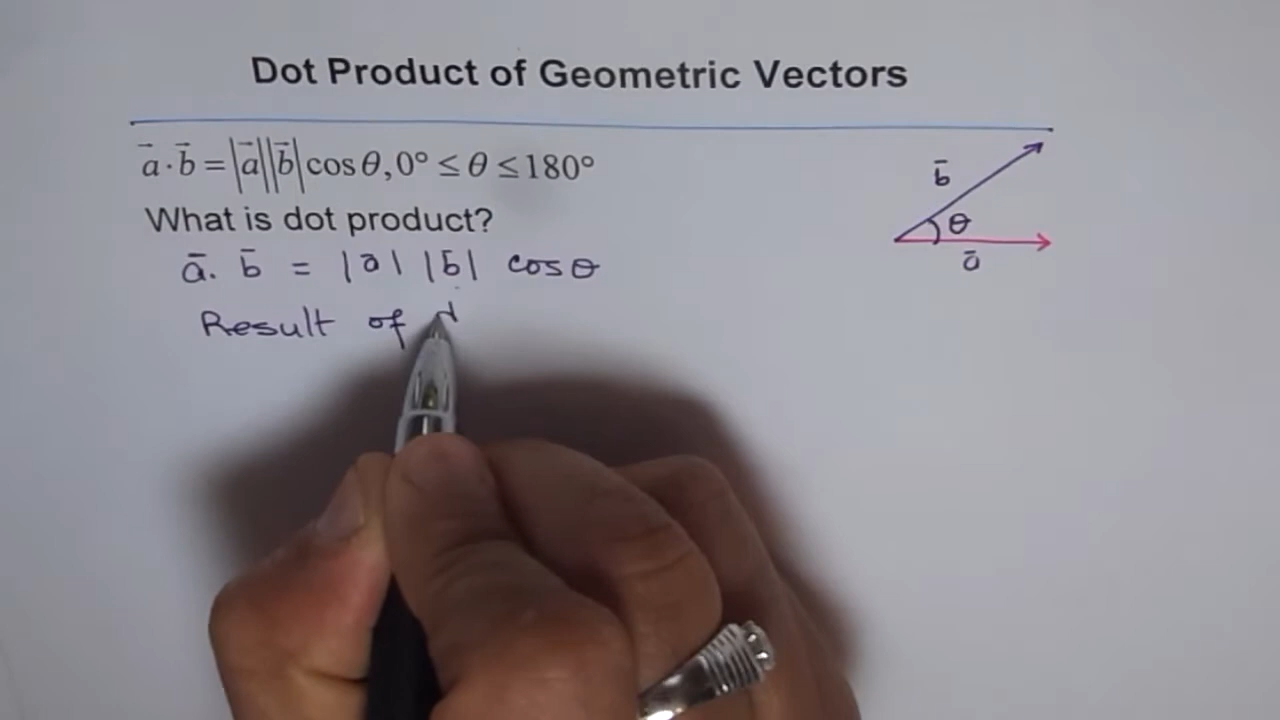 Dot Product of Geometric Vectors
a⃗ · b⃗ = |a⃗||b⃗| cos θ, 0° ≤ θ ≤ 180°
What is dot product?
a̅. b̅ = |a̅| |b̅| cos θ
Result of d
b̅
θ
a̅